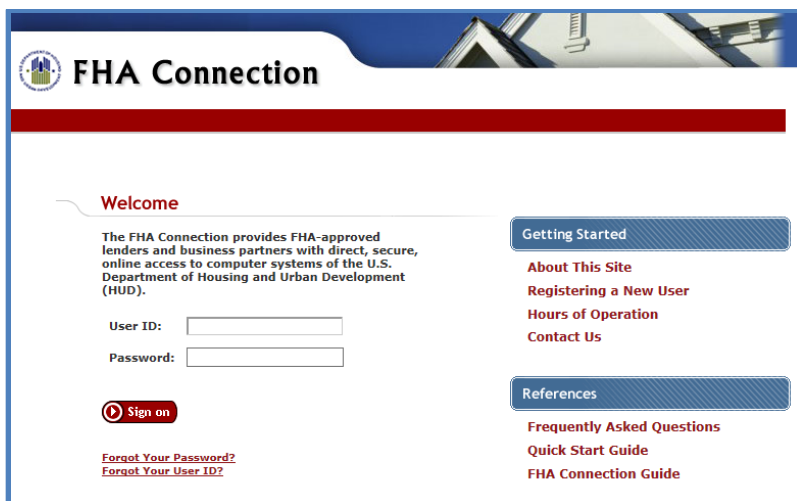 FHA Connection
Welcome
The FHA Connection provides FHA-approved
lenders and business partners with direct, secure,
online access to computer systems of the U.S.
Department of Housing and Urban Development
(HUD).
User ID:
Password:
Sign on
Forgot Your Password?
Forgot Your User ID?
Getting Started
About This Site
Registering a New User
Hours of Operation
Contact Us
References
Frequently Asked Questions
Quick Start Guide
FHA Connection Guide